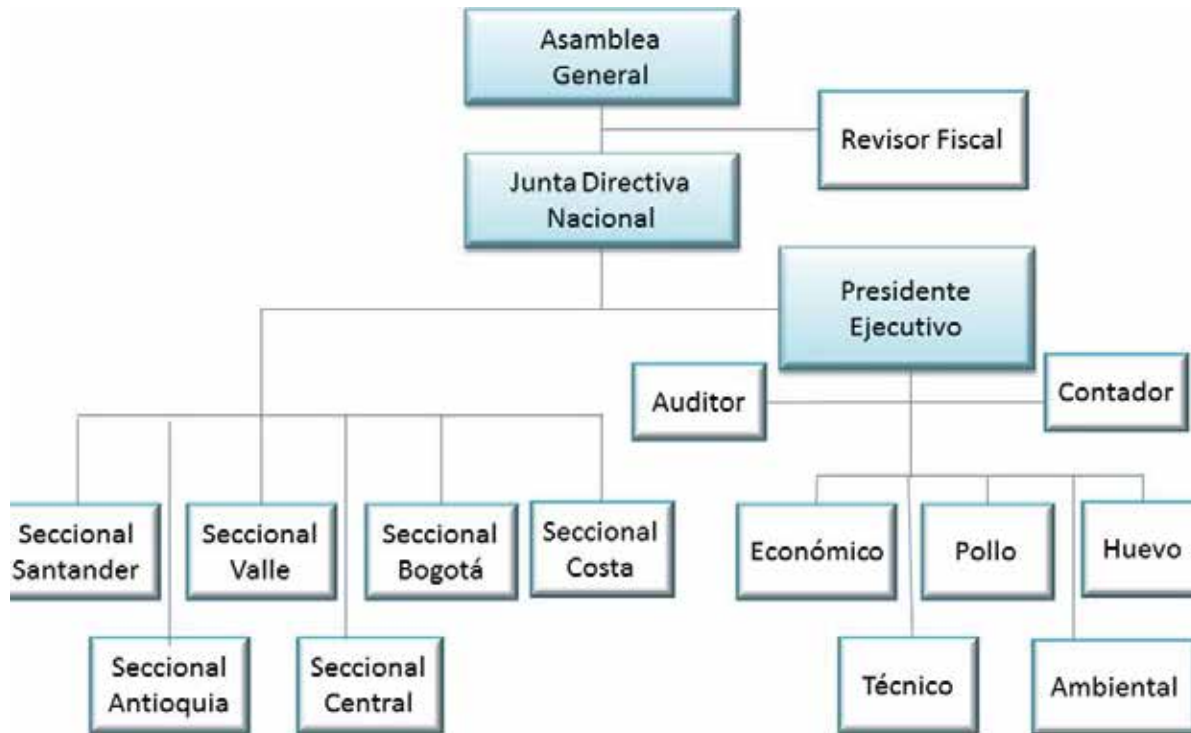 Asamblea
General
Revisor Fiscal
Junta Directiva
Nacional
Presidente
Ejecutivo
Auditor
Contador
Seccional
Santander
Seccional
Valle
Seccional
Bogotá
Seccional
Costa
Económico
Pollo
Huevo
Seccional
Antioquia
Seccional
Central
Técnico
Ambiental